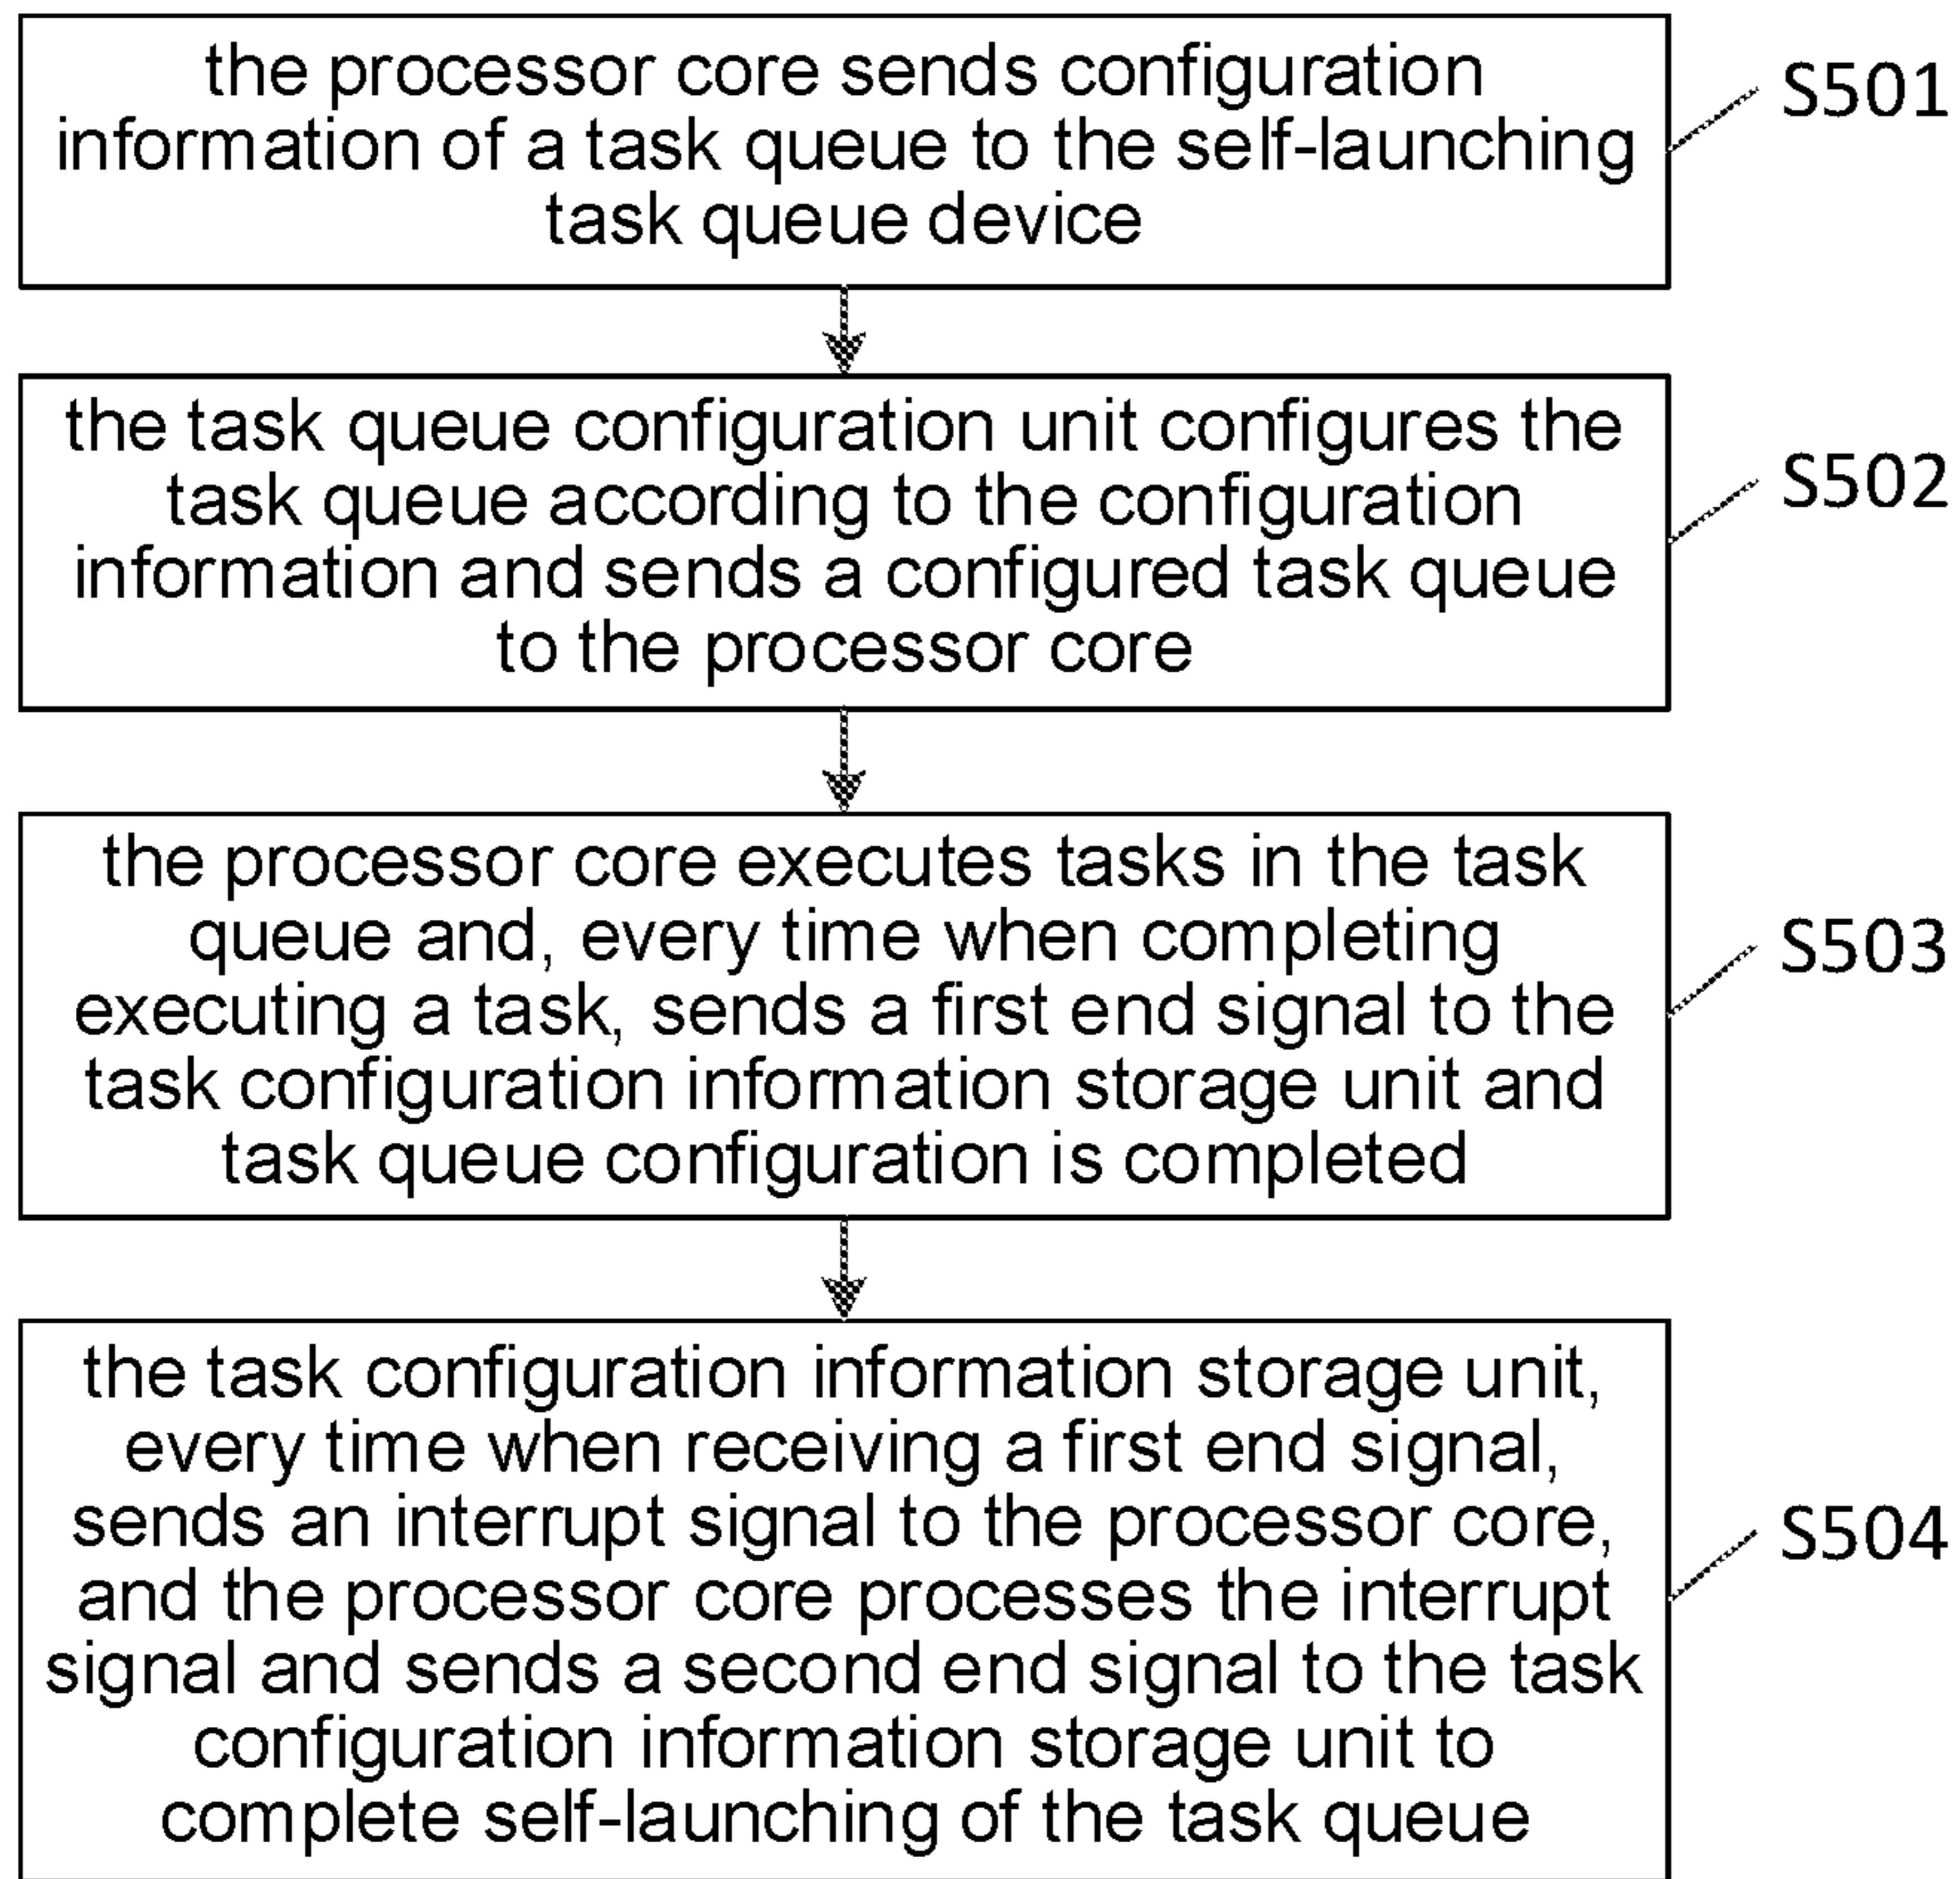 the processor core sends configuration
information of a task queue to the self-launching
task queue device
S501
the task queue configuration unit configures the
task queue according to the configuration
information and sends a configured task queue
to the processor core
S502
the processor core executes tasks in the task
queue and, every time when completing
executing a task, sends a first end signal to the
task configuration information storage unit and
task queue configuration is completed
S503
the task configuration information storage unit,
every time when receiving a first end signal,
sends an interrupt signal to the processor core,
and the processor core processes the interrupt
signal and sends a second end signal to the task
configuration information storage unit to
complete self-launching of the task queue
S504